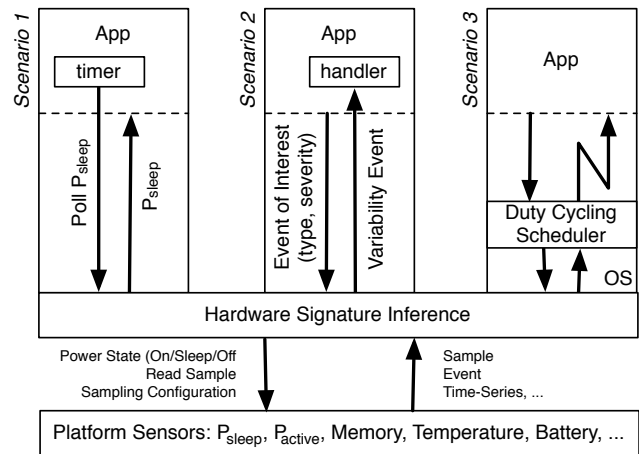 Scenario 1
App
timer
Poll Psleep
Psleep
Scenario 2
App
handler
Event of Interest
(type, severity)
Variability Event
Scenario 3
App
N
Duty Cycling
Scheduler
OS
Hardware Signature Inference
Power State (On/Sleep/Off
Read Sample
Sampling Configuration
Sample
Event
Time-Series, ...
Platform Sensors: Psleep, Pactive, Memory, Temperature, Battery, ...